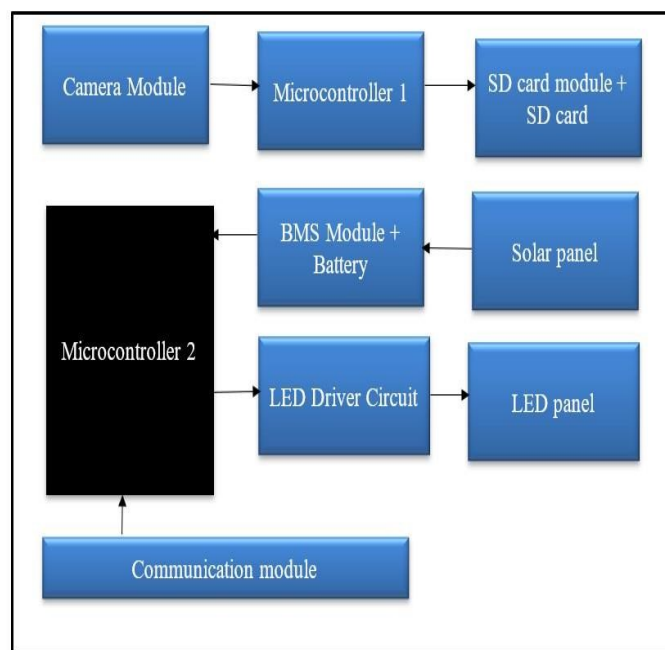 Camera Module
Microcontroller 1
SD card module +
SD card
BMS Module +
Battery
Solar panel
Microcontroller 2
LED Driver Circuit
LED panel
Communication module